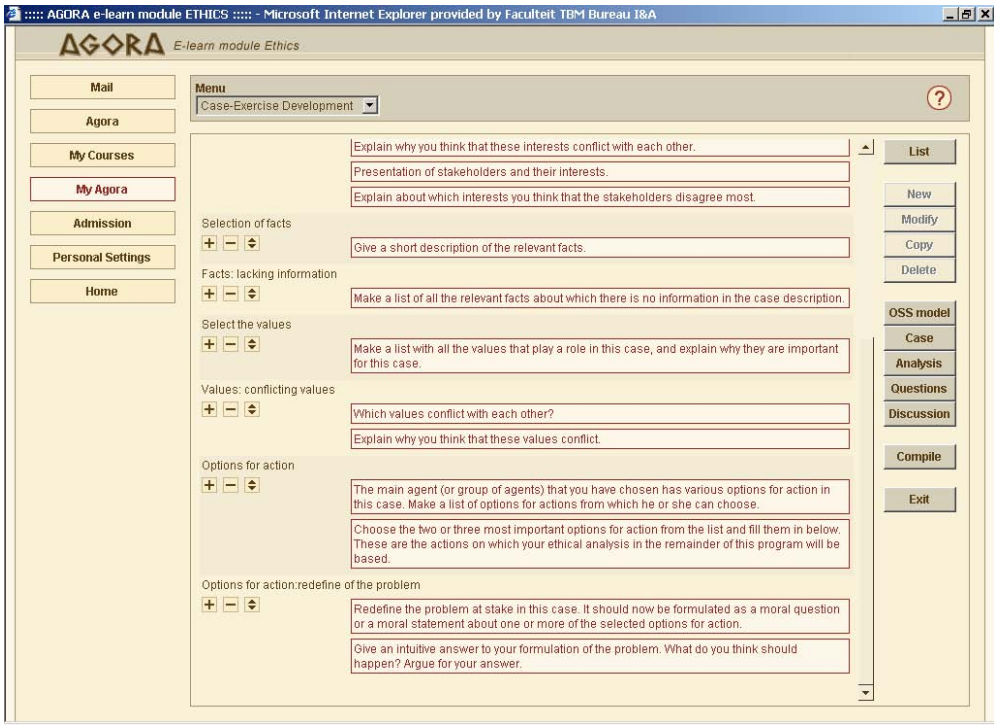 ::::: AGORA e-learn module ETHICS ::::: - Microsoft Internet Explorer provided by Faculteit TBM Bureau I&A
AGORA E-learn module Ethics
Mail
Agora
My Courses
My Agora
Admission
Personal Settings
Home
Menu
Case-Exercise Development
?
Explain why you think that these interests conflict with each other.
Presentation of stakeholders and their interests.
Explain about which interests you think that the stakeholders disagree most.
Selection of facts
Give a short description of the relevant facts.
Facts: lacking information
Make a list of all the relevant facts about which there is no information in the case description.
Select the values
Make a list with all the values that play a role in this case, and explain why they are important
for this case.
Values: conflicting values
Which values conflict with each other?
Explain why you think that these values conflict.
Options for action
The main agent (or group of agents) that you have chosen has various options for action in
this case. Make a list of options for actions from which he or she can choose.
Choose the two or three most important options for action from the list and fill them in below.
These are the actions on which your ethical analysis in the remainder of this program will be
based.
Options for action:redefine of the problem
Redefine the problem at stake in this case. It should now be formulated as a moral question
or a moral statement about one or more of the selected options for action.
Give an intuitive answer to your formulation of the problem. What do you think should
happen? Argue for your answer.
List
New
Modify
Copy
Delete
OSS model
Case
Analysis
Questions
Discussion
Compile
Exit